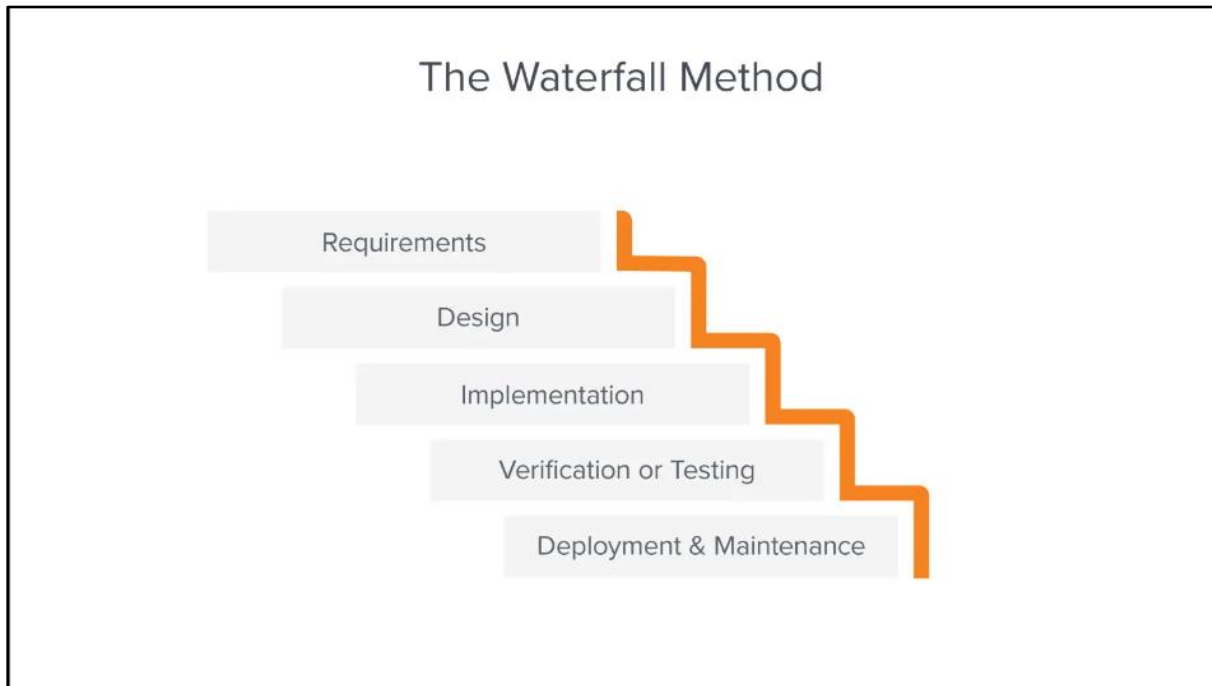 The Waterfall Method
Requirements
Design
Implementation
Verification or Testing
Deployment & Maintenance